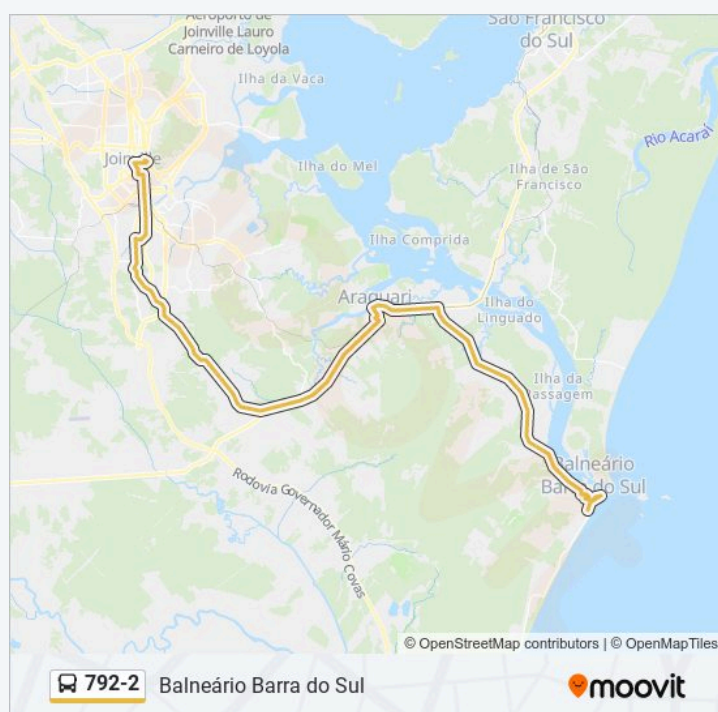 Aeroporto de
Joinville Lauro
Carneiro de Loyola
São Francisco
do Sul
Ilha da Vaca
Rio Acaraí
Joinville
Ilha do Mel
Ilha de São
Francisco
Ilha Comprida
Araquari
Ilha do
Linguado
Ilha da
Passagem
Balneário
Barra do Sul
Rodovia Governador Mário Covas
© OpenStreetMap contributors | © OpenMapTiles
792-2
Balneário Barra do Sul
moovit